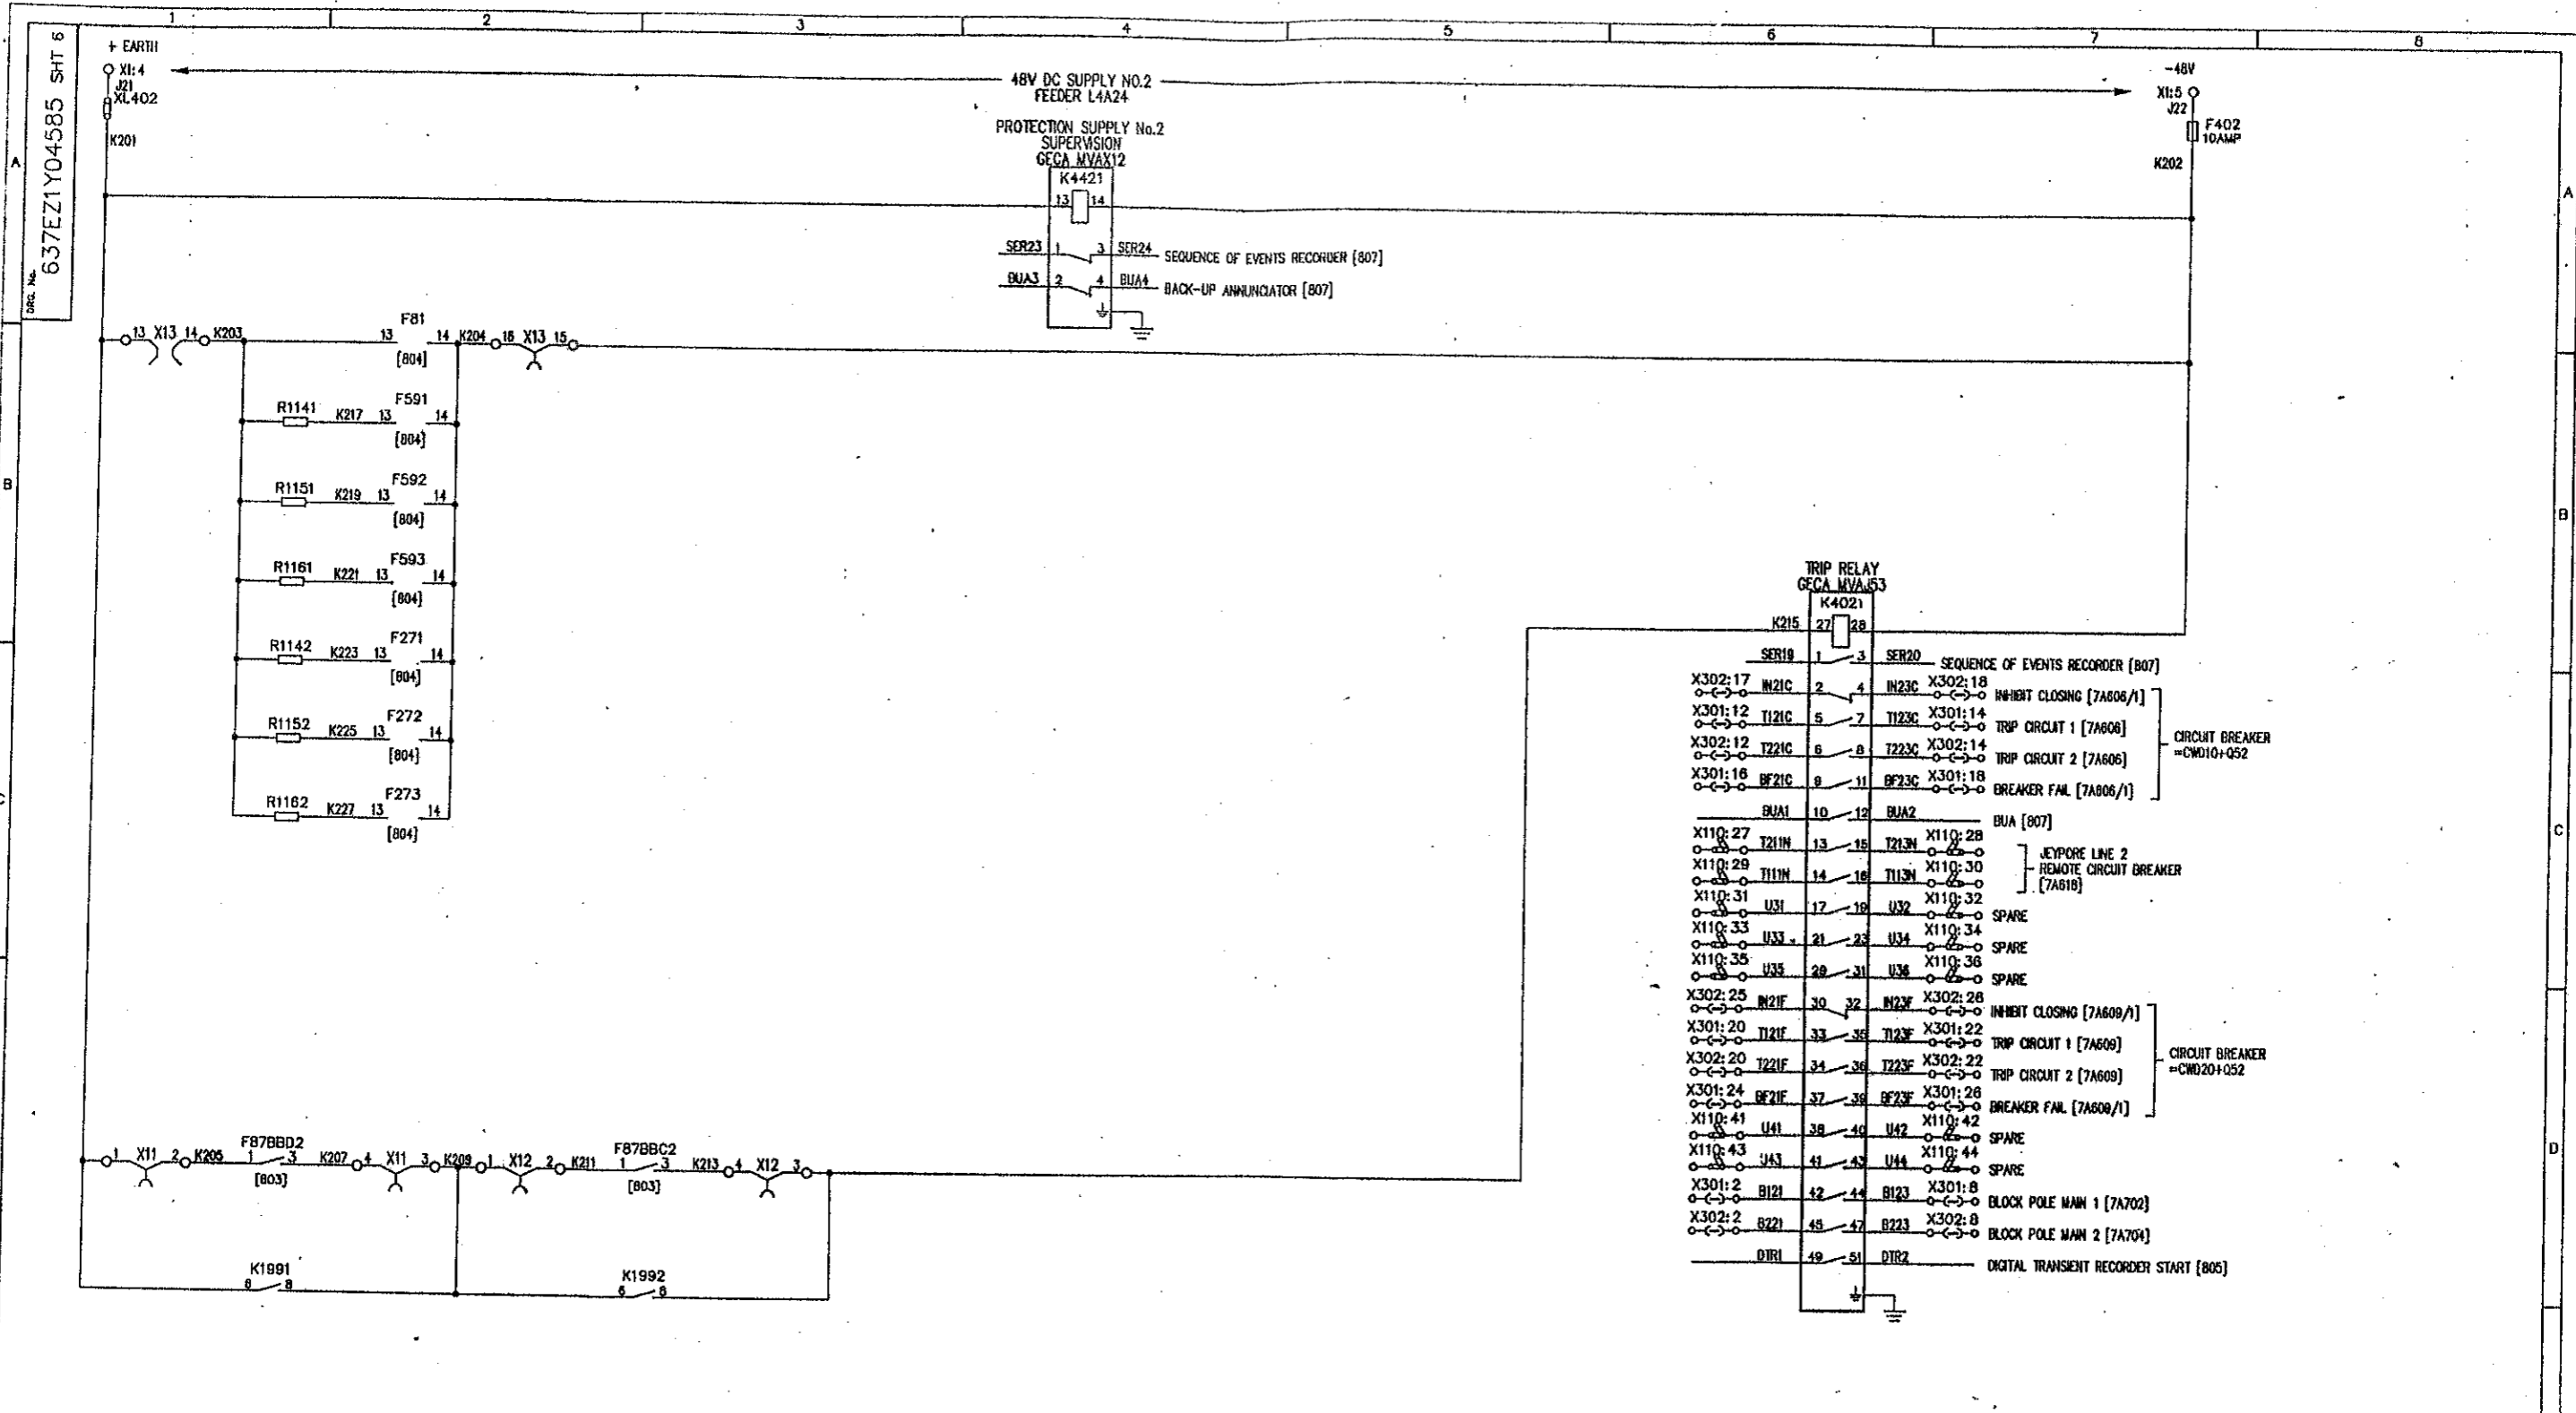 1 2 3 4 5 6 7 8
DRG. No. 637EZ1Y04585 SHT 6
+ EARTH
X1:4
J21
XL402
K201
48V DC SUPPLY NO.2
FEEDER L4A24
-48V
X1:5
J22
F402
10AMP
K202
PROTECTION SUPPLY No.2
SUPERVISION
GECA MVAX12
K4421
13 14
SER23 1 3 SER24 SEQUENCE OF EVENTS RECORDER [807]
BUA3 2 4 BUA4 BACK-UP ANNUNCIATOR [807]
A A
B B
C C
D
13 X13 14 K203 13 F81 14 K204 16 X13 15
[804]
R1141 K217 13 F591 14
[804]
R1151 K219 13 F592 14
[804]
R1161 K221 13 F593 14
[804]
R1142 K223 13 F271 14
[804]
R1152 K225 13 F272 14
[804]
R1162 K227 13 F273 14
[804]
TRIP RELAY
GECA MVAJ53
K4021
K215 27 28
SER19 1 3 SER20 SEQUENCE OF EVENTS RECORDER [807]
X302:17 IN21C 2 4 IN23C X302:18 INHIBIT CLOSING [7A606/1]
X301:12 T121C 5 7 T123C X301:14 TRIP CIRCUIT 1 [7A606]
X302:12 T221C 6 8 T223C X302:14 TRIP CIRCUIT 2 [7A606]
X301:16 BF21C 9 11 BF23C X301:18 BREAKER FAIL [7A606/1]
CIRCUIT BREAKER
=CWD10+Q52
BUA1 10 12 BUA2 BUA [807]
X110:27 T211N 13 15 T213N X110:28
X110:29 T111N 14 16 T113N X110:30
JEYPORE LINE 2
REMOTE CIRCUIT BREAKER
[7A618]
X110:31 U31 17 19 U32 X110:32 SPARE
X110:33 U33 21 23 U34 X110:34 SPARE
X110:35 U35 29 31 U36 X110:36 SPARE
X302:25 IN21F 30 32 IN23F X302:26 INHIBIT CLOSING [7A609/1]
X301:20 T121F 33 35 T123F X301:22 TRIP CIRCUIT 1 [7A609]
X302:20 T221F 34 36 T223F X302:22 TRIP CIRCUIT 2 [7A609]
X301:24 BF21F 37 39 BF23F X301:26 BREAKER FAIL [7A609/1]
CIRCUIT BREAKER
=CWD20+Q52
X110:41 U41 38 40 U42 X110:42 SPARE
X110:43 U43 41 43 U44 X110:44 SPARE
X301:2 B121 42 44 B123 X301:8 BLOCK POLE MAIN 1 [7A702]
X302:2 B221 45 47 B223 X302:8 BLOCK POLE MAIN 2 [7A704]
DTR1 49 51 DTR2 DIGITAL TRANSIENT RECORDER START [805]
1 X11 2 K205 1 F87BBD2 3 K207 4 X11 3 K209 1 X12 2 K211 1 F87BBC2 3 K213 4 X12 3
[803] [803]
K1991
6 8
K1992
6 8